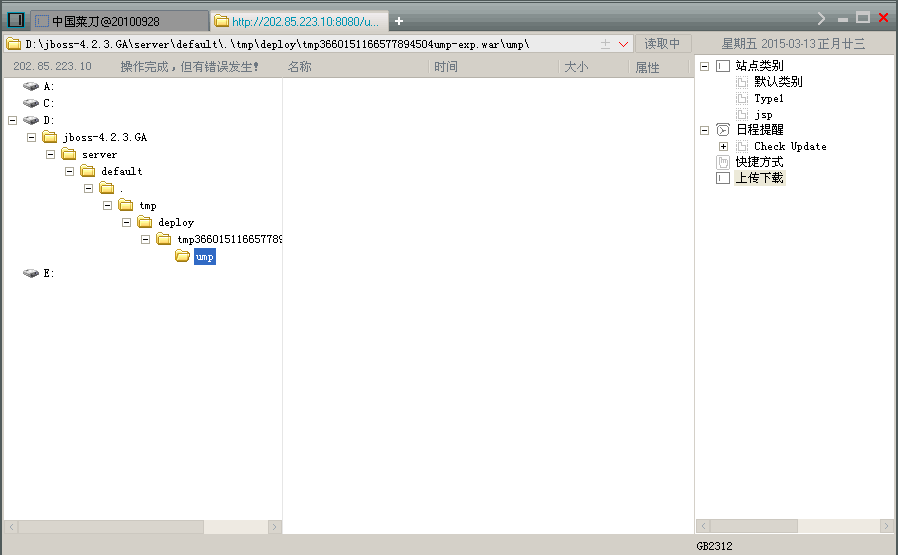 中国菜刀@20100928
http://202.85.223.10:8080/u...
D:\jboss-4.2.3.GA\server\default\.\tmp\deploy\tmp3660151166577894504ump-exp.war\ump\
读取中
星期五 2015-03-13 正月廿三
202.85.223.10
操作完成，但有错误发生!
名称
时间
大小
属性
A:
C:
D:
jboss-4.2.3.GA
server
default
.
tmp
deploy
tmp36601511665778​9
ump
E:
站点类别
默认类别
Type1
jsp
日程提醒
Check Update
快捷方式
上传下载
GB2312